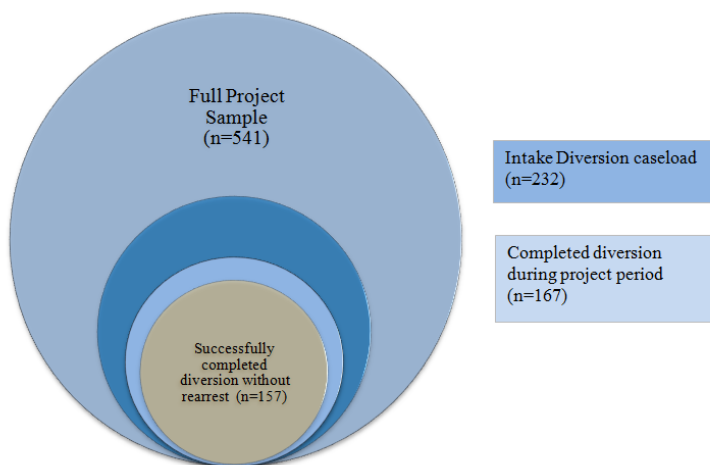 Full Project
Sample
(n=541)
Intake Diversion caseload
(n=232)
Completed diversion
during project period
(n=167)
Successfully
completed
diversion without
rearrest (n=157)